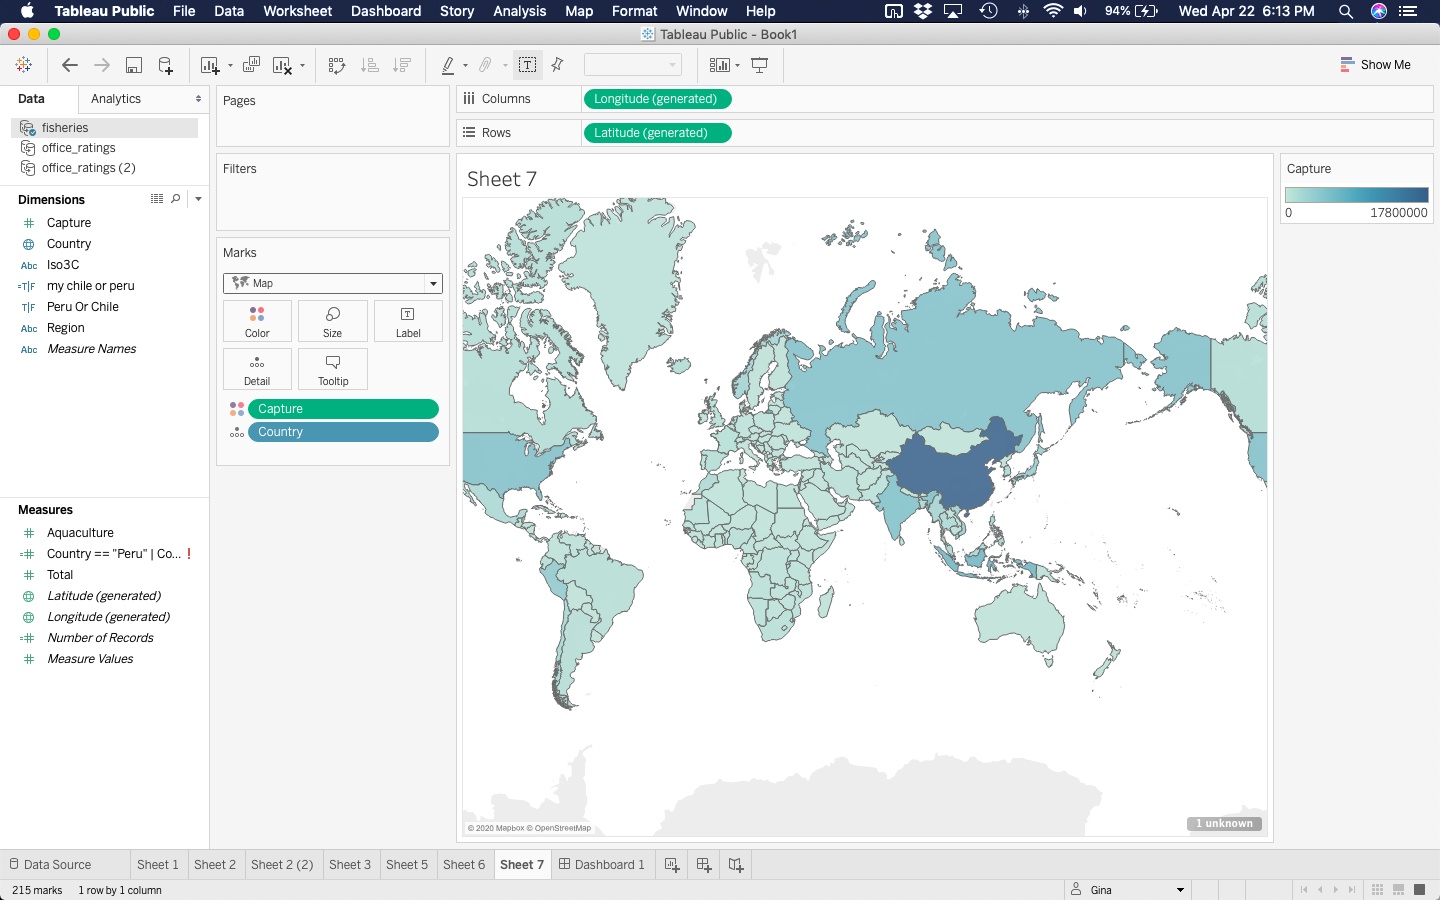 Tableau Public File Data Worksheet Dashboard Story Analysis Map Format Window Help 94% Wed Apr 22 6:13 PM
Tableau Public - Book1
Show Me
Data Analytics
fisheries
office_ratings
office_ratings (2)
Dimensions
# Capture
Country
Abc Iso3C
=T|F my chile or peru
T|F Peru Or Chile
Abc Region
Abc Measure Names
Measures
# Aquaculture
=# Country == "Peru" | Co... !
# Total
Latitude (generated)
Longitude (generated)
=# Number of Records
# Measure Values
Pages
Filters
Marks
Map
Color Size Label
Detail Tooltip
Capture
Country
Columns Longitude (generated)
Rows Latitude (generated)
Sheet 7
© 2020 Mapbox © OpenStreetMap
1 unknown
Capture
0 17800000
Data Source Sheet 1 Sheet 2 Sheet 2 (2) Sheet 3 Sheet 5 Sheet 6 Sheet 7 Dashboard 1
215 marks 1 row by 1 column Gina